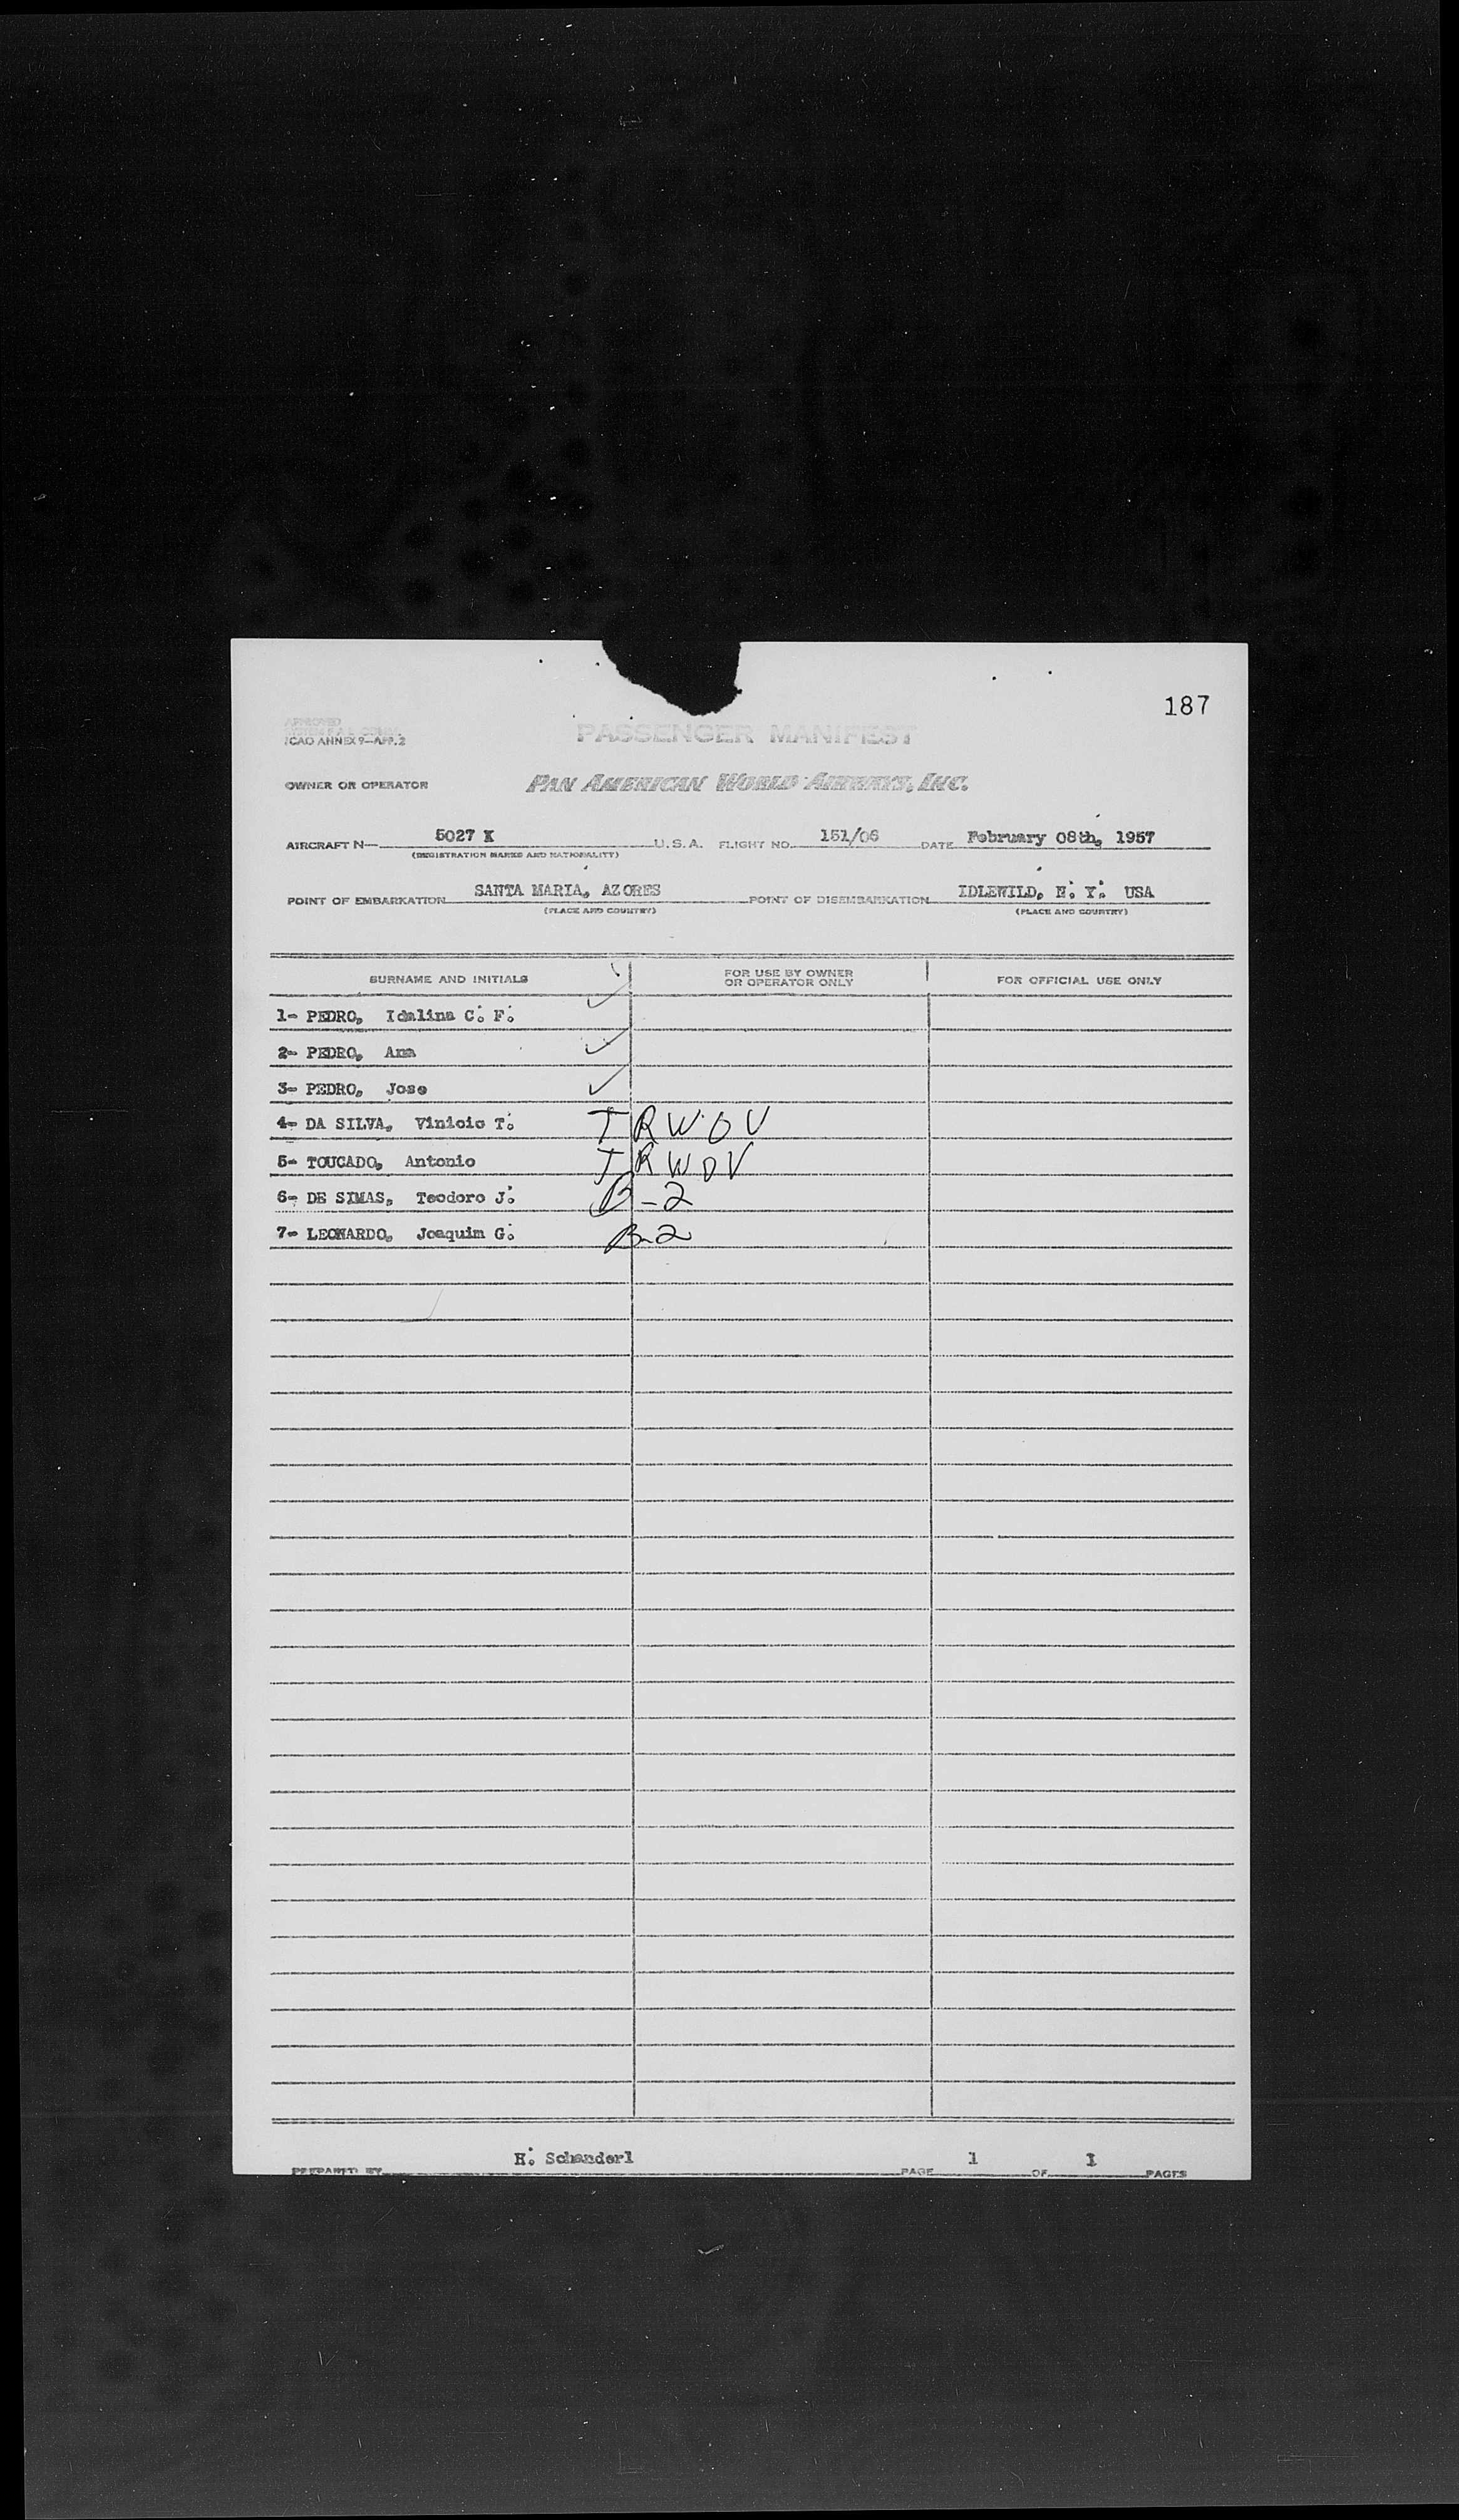 187
APPROVED
ICAO ANNEX 9—APP. 2
PASSENGER MANIFEST
OWNER OR OPERATOR PAN AMERICAN WORLD AIRWAYS, INC.
AIRCRAFT N— 5027 K U.S.A. FLIGHT NO. 151/06 DATE February 08th, 1957
(REGISTRATION MARKS AND NATIONALITY)
POINT OF EMBARKATION SANTA MARIA, AZORES POINT OF DISEMBARKATION IDLEWILD, N. Y. USA
(PLACE AND COUNTRY) (PLACE AND COUNTRY)
SURNAME AND INITIALS FOR USE BY OWNER OR OPERATOR ONLY FOR OFFICIAL USE ONLY
1- PEDRO, Idalina C. F. ✓
2- PEDRO, Ana ✓
3- PEDRO, Jose ✓
4- DA SILVA, Vinicio T. T R W O V
5- TOUCADO, Antonio T R W O V
6- DE SIMAS, Teodoro J. B-2
7- LEONARDO, Joaquim G. B-2
PREPARED BY H. Schanderl PAGE 1 OF 1 PAGES